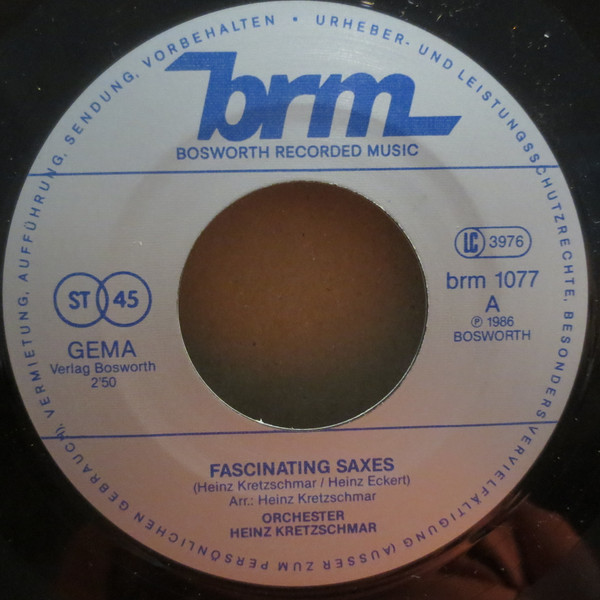 URHEBER- UND LEISTUNGSSCHUTZRECHTE, BESONDERS VERVIELFÄLTIGUNG (AUSSER ZUM PERSÖNLICHEN GEBRAUCH), VERMIETUNG, AUFFÜHRUNG, SENDUNG, VORBEHALTEN •
brm
BOSWORTH RECORDED MUSIC
LC 3976
brm 1077
A
℗ 1986
BOSWORTH
ST 45
GEMA
Verlag Bosworth
2'50
FASCINATING SAXES
(Heinz Kretzschmar / Heinz Eckert)
Arr.: Heinz Kretzschmar
ORCHESTER
HEINZ KRETZSCHMAR